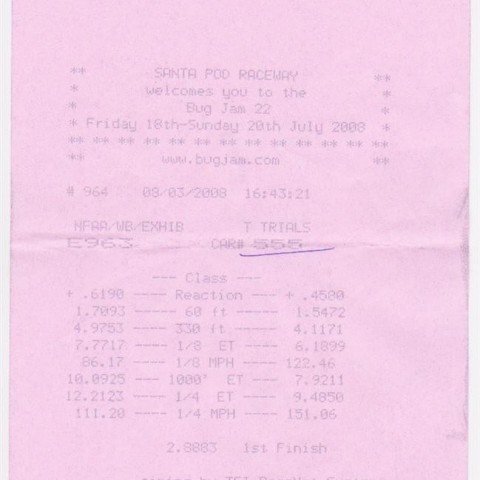 ** SANTA POD RACEWAY **
* welcomes you to the *
* Bug Jam 22 *
* Friday 18th-Sunday 20th July 2008 *
** ** ** ** ** ** ** ** ** ** ** ** **
** www.bugjam.com **
# 964 08/03/2008 16:43:21
NFAA/WB/EXHIB T TRIALS
E963 CAR# 555
--- Class ---
+ .6190 ---- Reaction --- + .4580
1.7093 ---- 60 ft --- 1.5472
4.9753 ---- 330 ft --- 4.1171
7.7717 ---- 1/8 ET --- 6.1899
86.17 --- 1/8 MPH --- 122.46
10.0925 --- 1000' ET --- 7.9211
12.2123 ---- 1/4 ET --- 9.4850
111.20 ---- 1/4 MPH --- 151.06
2.8883 1st Finish